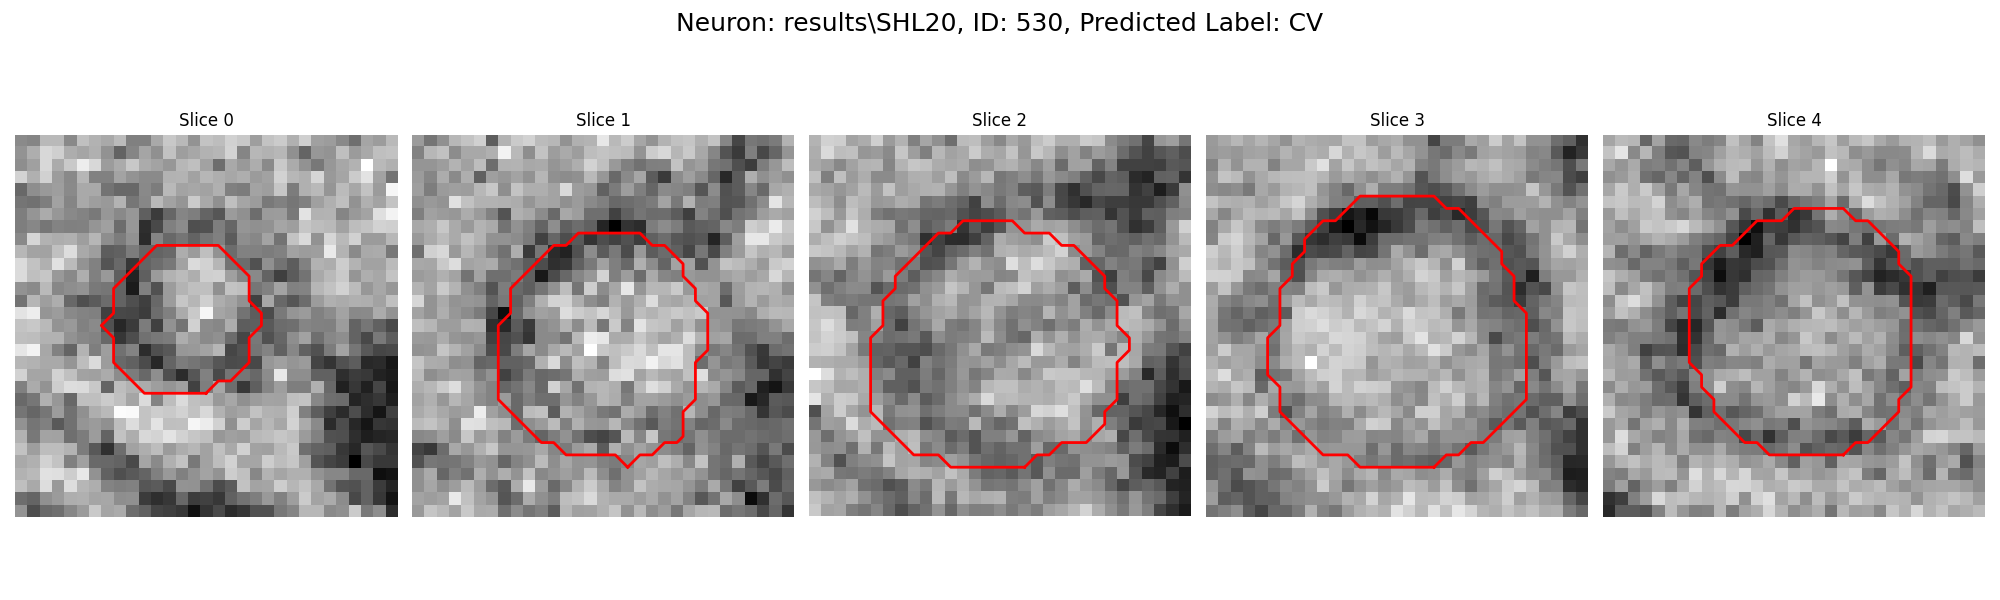 Neuron: results\SHL20, ID: 530, Predicted Label: CV
Slice 0
Slice 1
Slice 2
Slice 3
Slice 4